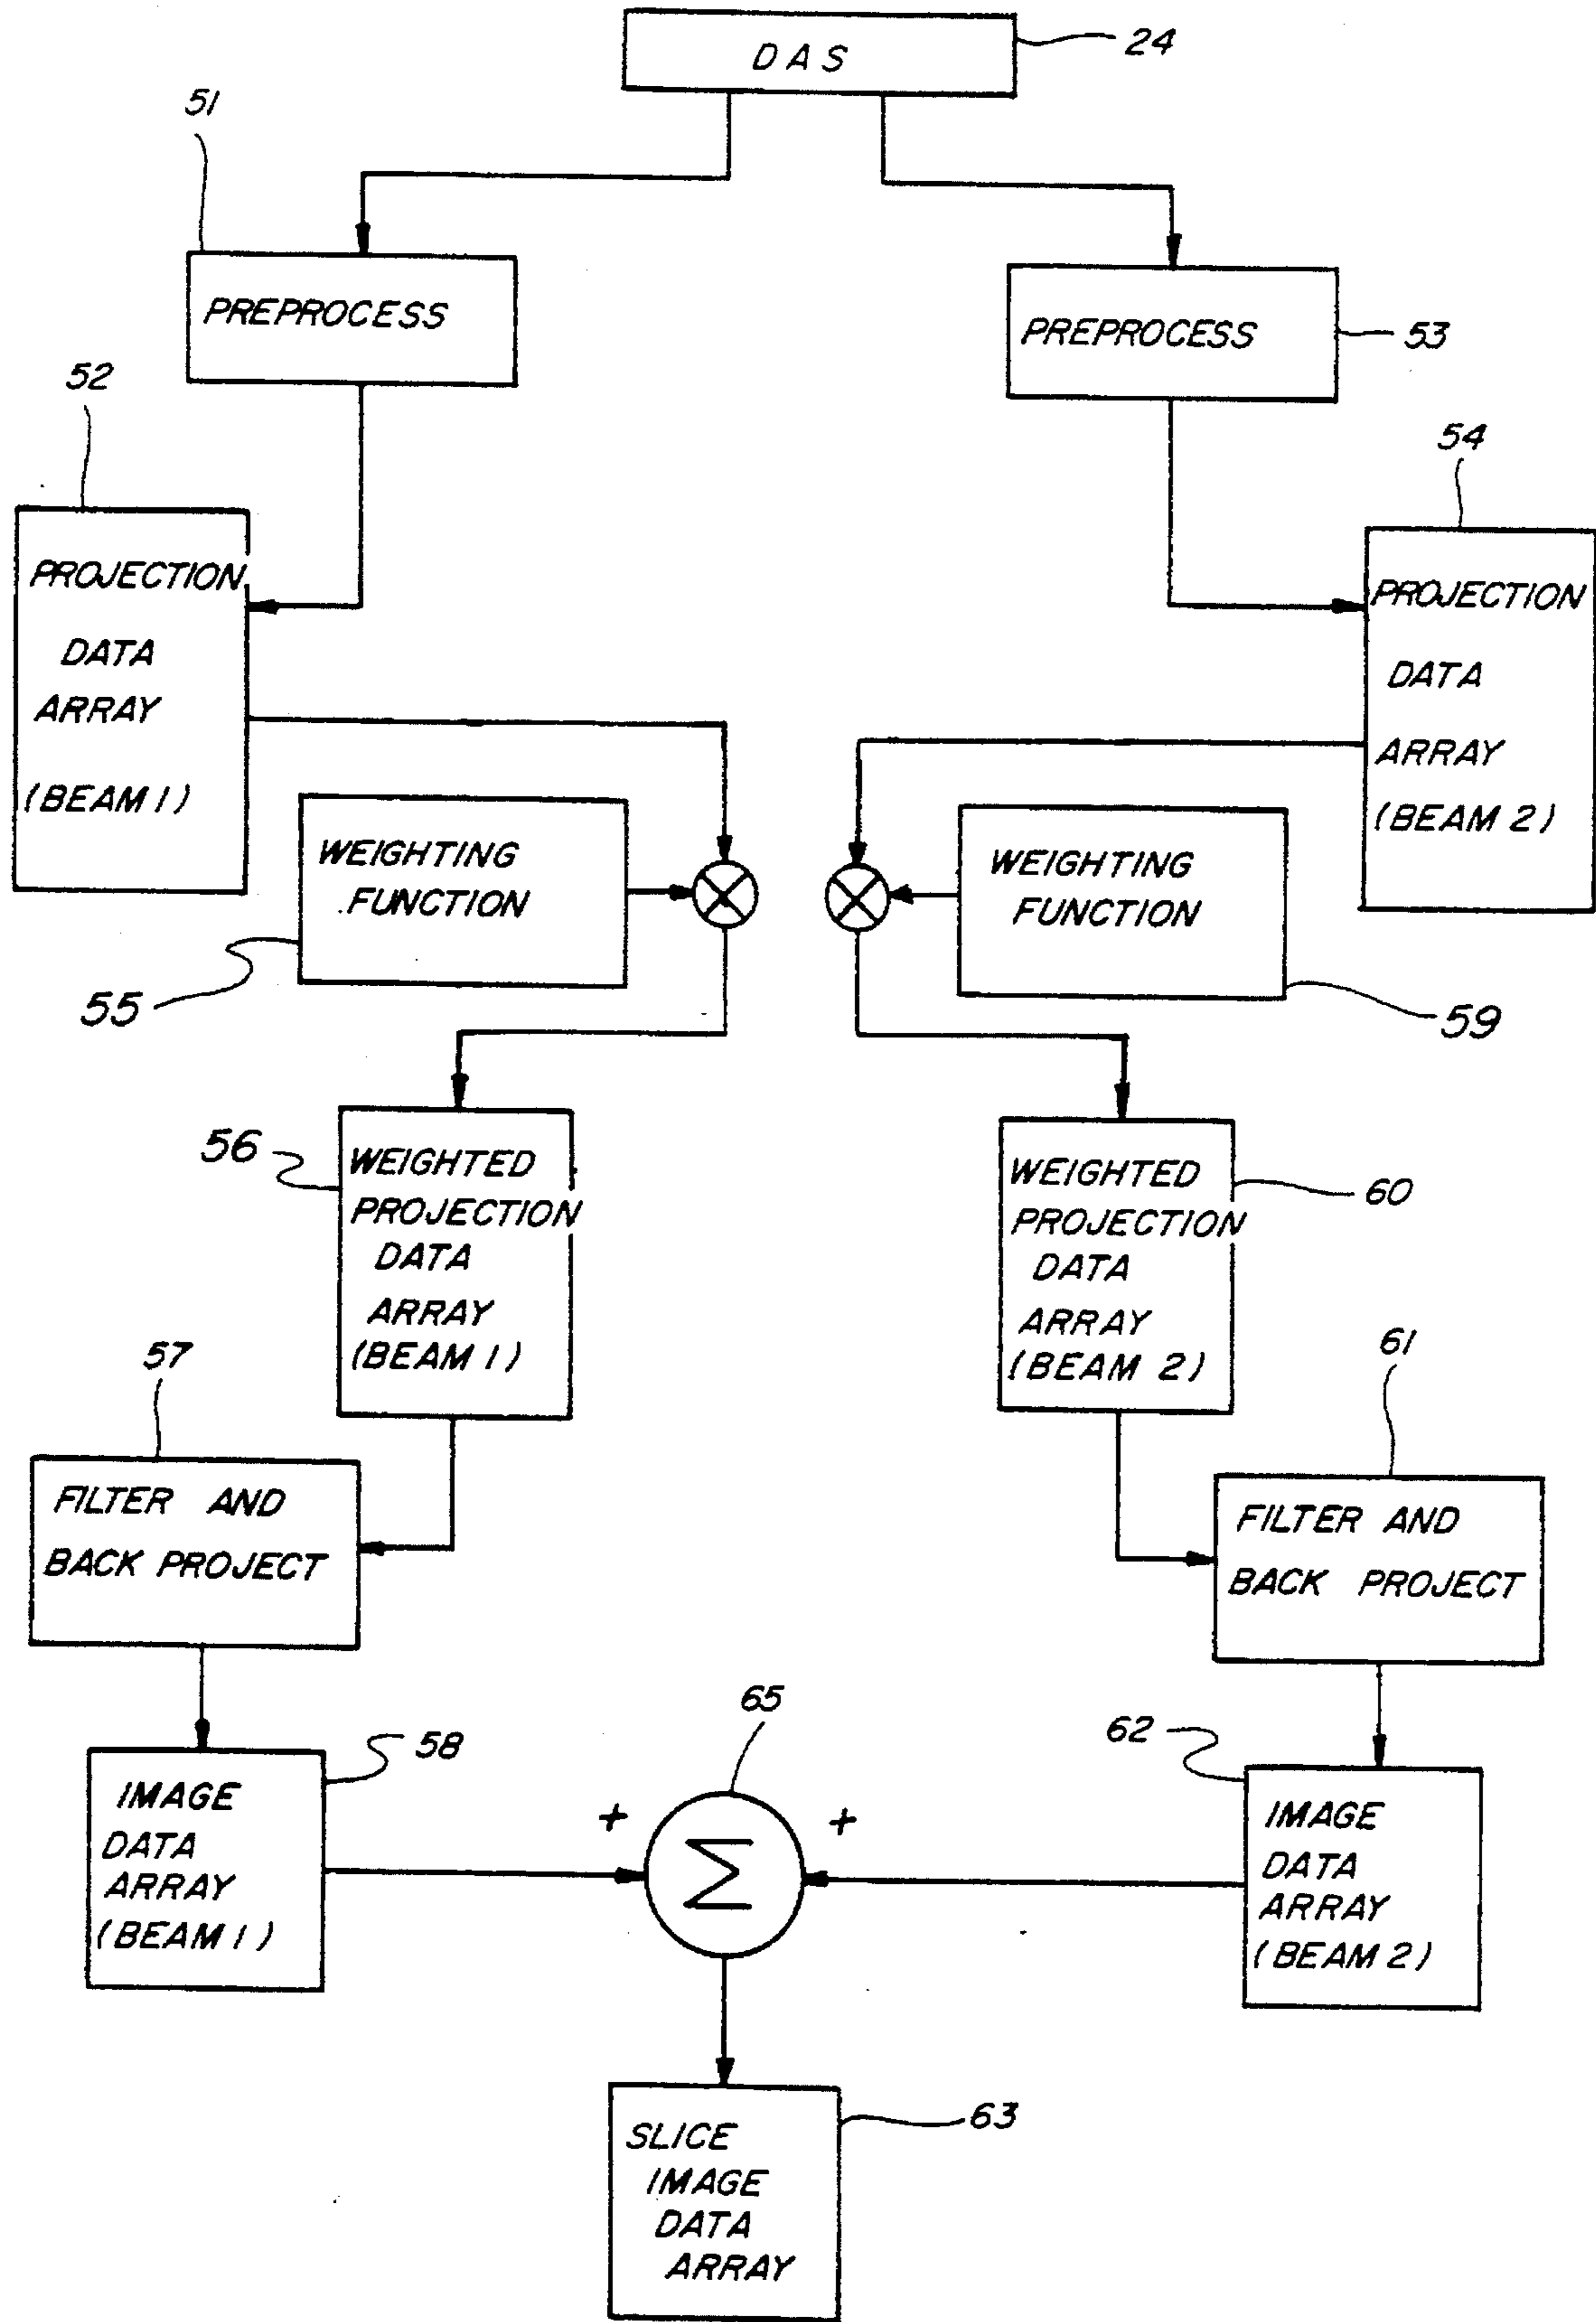 DAS
24
51
PREPROCESS
PREPROCESS
53
52
PROJECTION
DATA
ARRAY
(BEAM 1)
54
PROJECTION
DATA
ARRAY
(BEAM 2)
WEIGHTING
FUNCTION
55
WEIGHTING
FUNCTION
59
56
WEIGHTED
PROJECTION
DATA
ARRAY
(BEAM 1)
WEIGHTED
PROJECTION
DATA
ARRAY
(BEAM 2)
60
57
FILTER AND
BACK PROJECT
61
FILTER AND
BACK PROJECT
IMAGE
DATA
ARRAY
(BEAM 1)
58
65
+
Σ
+
62
IMAGE
DATA
ARRAY
(BEAM 2)
SLICE
IMAGE
DATA
ARRAY
63